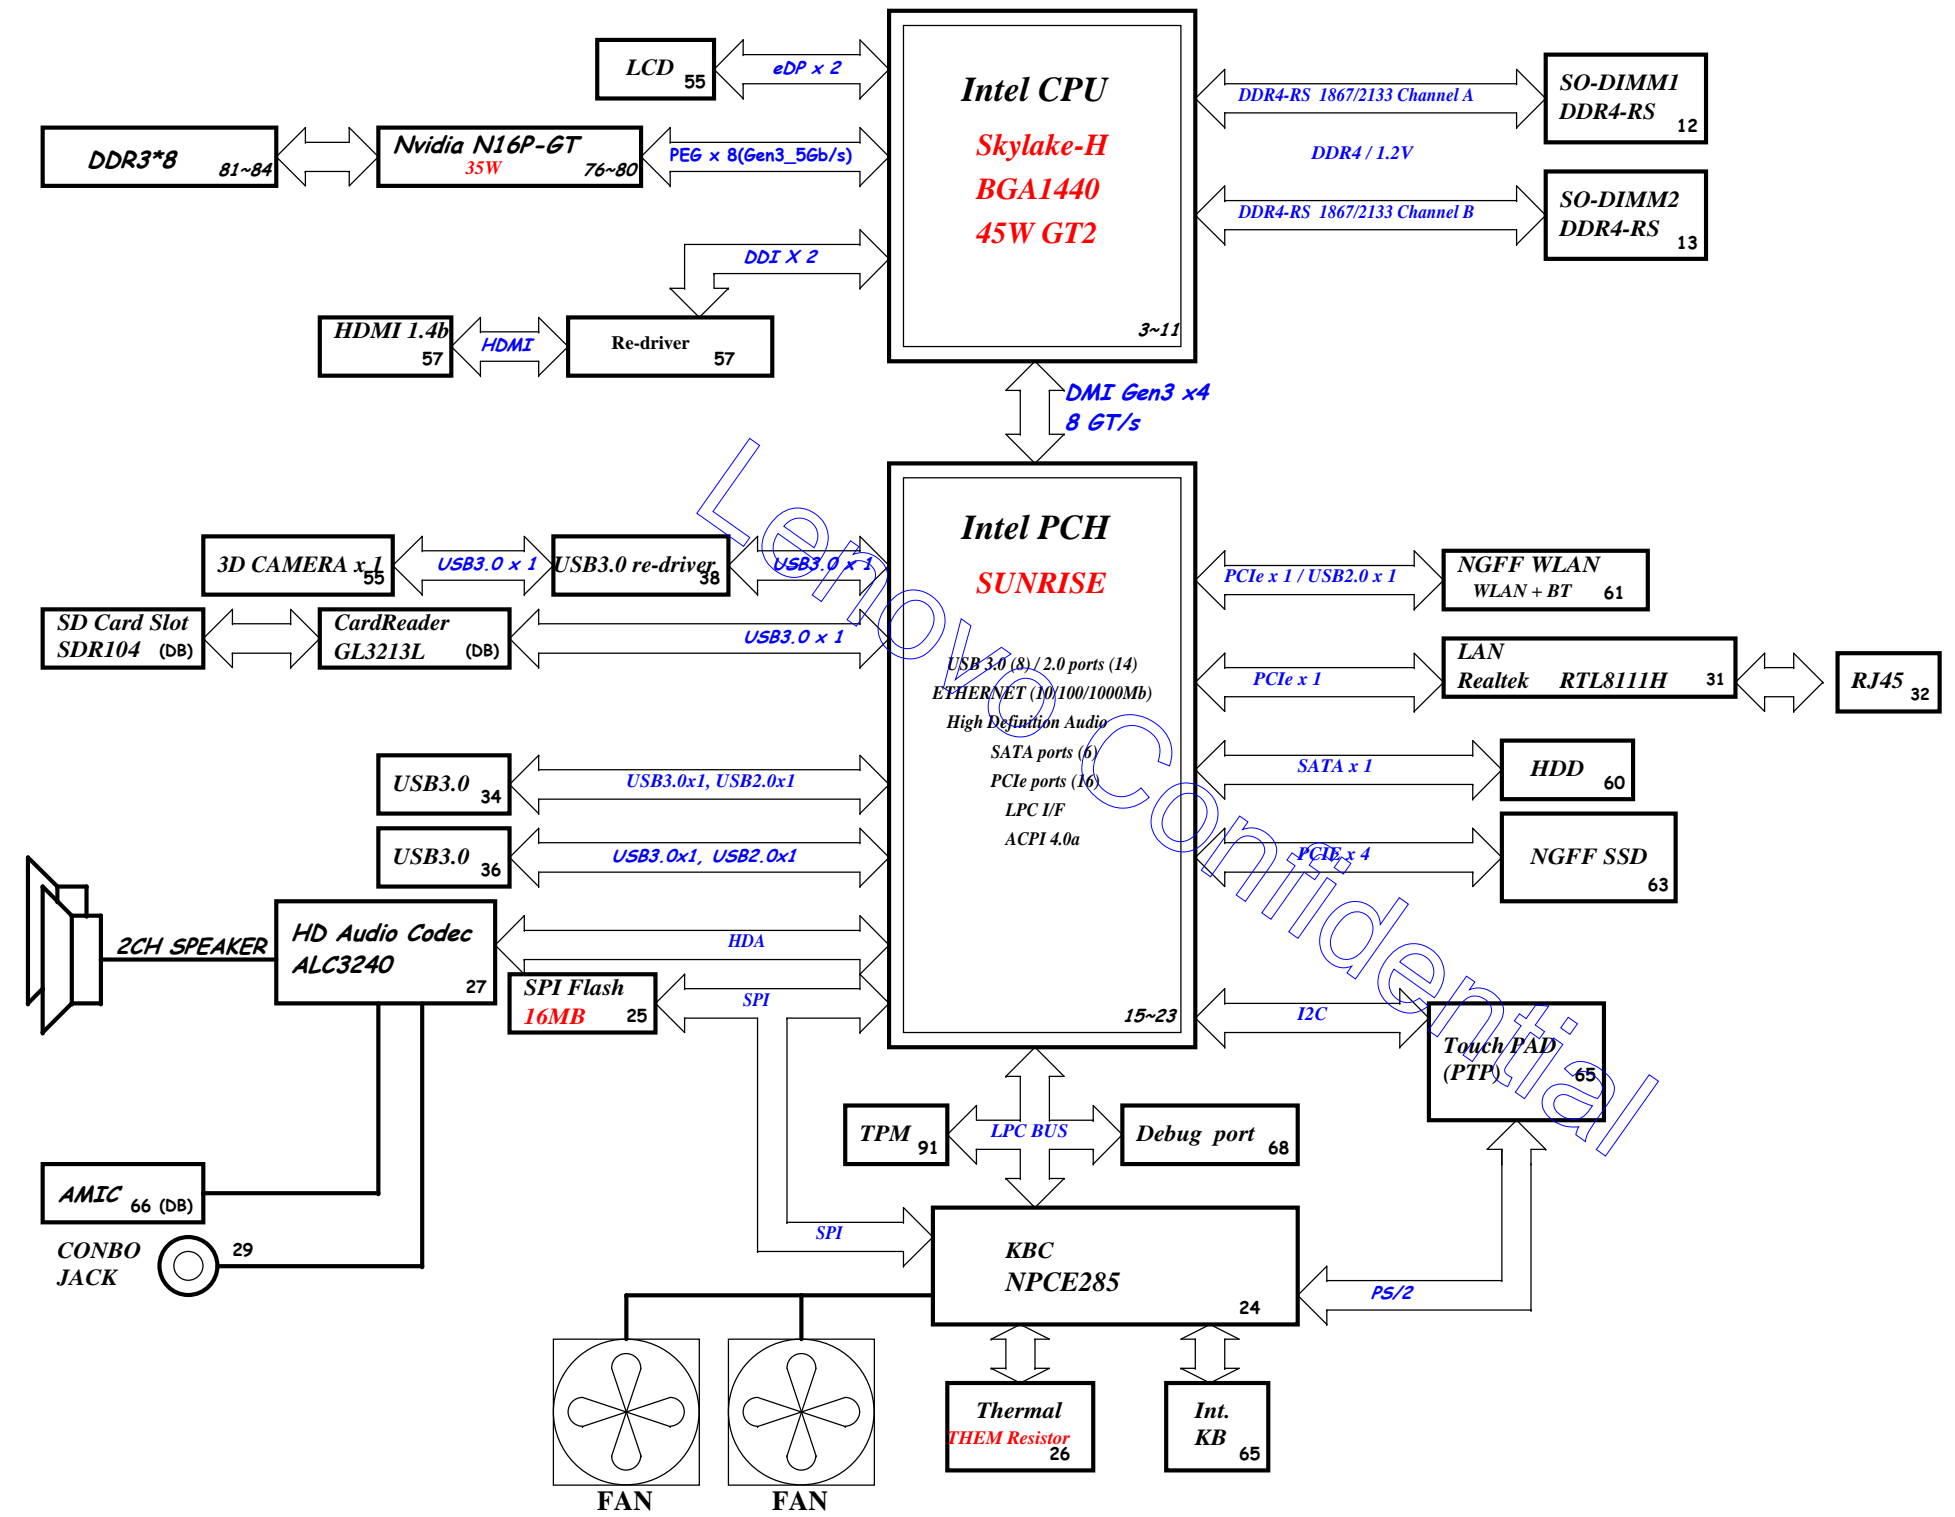 LCD 55
eDP x 2
Intel CPU
Skylake-H
BGA1440
45W GT2
3~11
DDR4-RS 1867/2133 Channel A
SO-DIMM1
DDR4-RS 12
DDR4 / 1.2V
DDR4-RS 1867/2133 Channel B
SO-DIMM2
DDR4-RS 13
DDR3*8 81~84
Nvidia N16P-GT
35W 76~80
PEG x 8(Gen3_5Gb/s)
DDI X 2
HDMI 1.4b
57
HDMI
Re-driver 57
DMI Gen3 x4
8 GT/s
Lenovo Confidential
Intel PCH
SUNRISE
USB 3.0 (8) / 2.0 ports (14)
ETHERNET (10/100/1000Mb)
High Definition Audio
SATA ports (6)
PCIe ports (16)
LPC I/F
ACPI 4.0a
15~23
3D CAMERA x 1
55
USB3.0 x 1
USB3.0 re-driver
38
USB3.0 x 1
SD Card Slot
SDR104 (DB)
CardReader
GL3213L (DB)
USB3.0 x 1
PCIe x 1 / USB2.0 x 1
NGFF WLAN
WLAN + BT 61
PCIe x 1
LAN
Realtek RTL8111H 31
RJ45 32
USB3.0 34
USB3.0x1, USB2.0x1
SATA x 1
HDD 60
USB3.0 36
USB3.0x1, USB2.0x1
PCIE x 4
NGFF SSD
63
2CH SPEAKER
HD Audio Codec
ALC3240
27
HDA
SPI Flash
16MB 25
SPI
I2C
Touch PAD
(PTP) 65
TPM 91
LPC BUS
Debug port 68
AMIC 66 (DB)
CONBO
JACK
29
SPI
KBC
NPCE285
24
PS/2
Thermal
THEM Resistor
26
Int.
KB
65
FAN
FAN